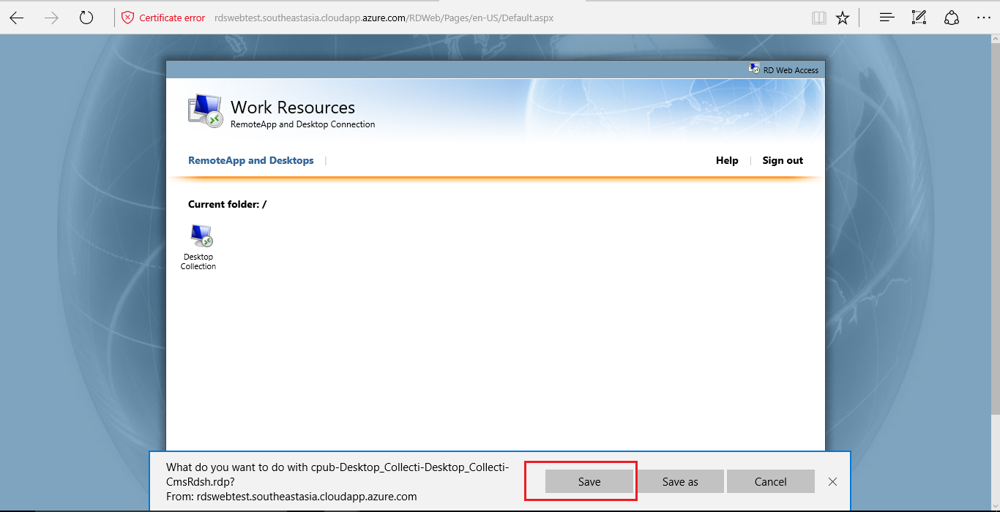 Certificate error rdswebtest.southeastasia.cloudapp.azure.com/RDWeb/Pages/en-US/Default.aspx
RD Web Access
Work Resources
RemoteApp and Desktop Connection
RemoteApp and Desktops | Help | Sign out
Current folder: /
Desktop
Collection
What do you want to do with cpub-Desktop_Collecti-Desktop_Collecti-
CmsRdsh.rdp?
From: rdswebtest.southeastasia.cloudapp.azure.com
Save Save as Cancel